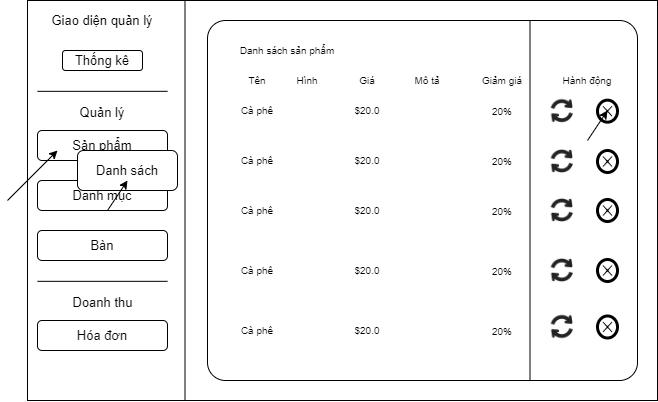 Giao diện quản lý
Thống kê
Quản lý
Sản phẩm
Danh sách
Danh mục
Bàn
Doanh thu
Hóa đơn
Danh sách sản phẩm
Tên Hình Giá Mô tả Giảm giá Hành động
Cà phê $20.0 20%
Cà phê $20.0 20%
Cà phê $20.0 20%
Cà phê $20.0 20%
Cà phê $20.0 20%